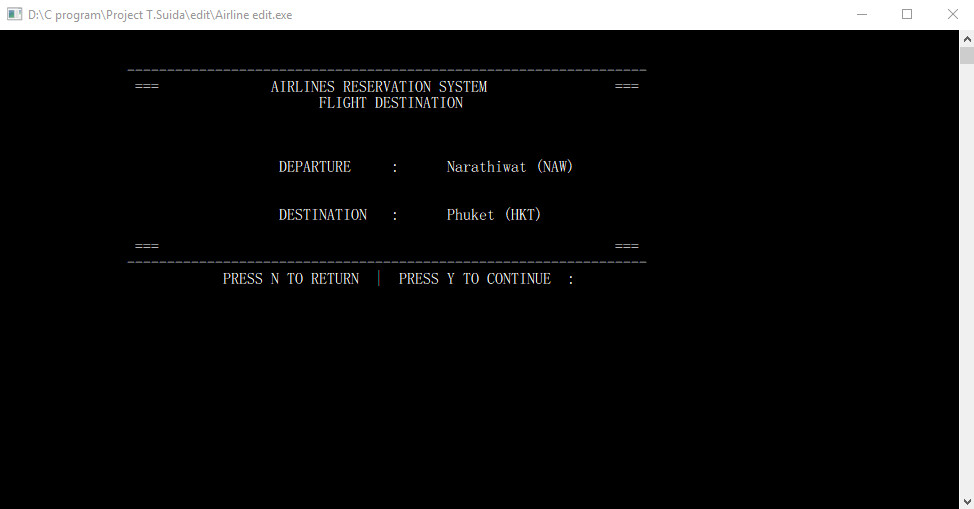 D:\C program\Project T.Suida\edit\Airline edit.exe
-----------------------------------------------------------------
=== AIRLINES RESERVATION SYSTEM ===
FLIGHT DESTINATION
DEPARTURE : Narathiwat (NAW)
DESTINATION : Phuket (HKT)
=== ===
-----------------------------------------------------------------
PRESS N TO RETURN | PRESS Y TO CONTINUE :